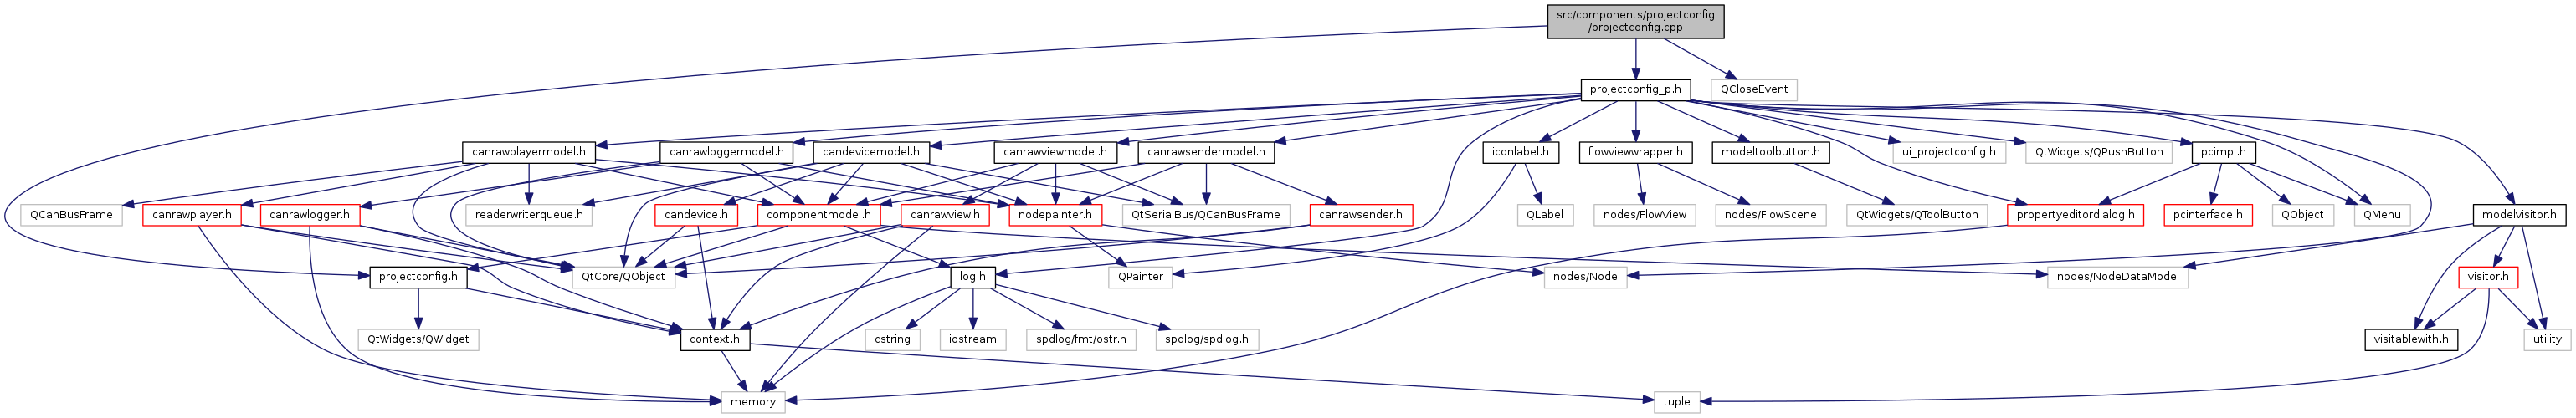 src/components/projectconfig
/projectconfig.cpp
projectconfig_p.h
QCloseEvent
canrawplayermodel.h
canrawloggermodel.h
candevicemodel.h
canrawviewmodel.h
canrawsendermodel.h
iconlabel.h
flowviewwrapper.h
modeltoolbutton.h
ui_projectconfig.h
QtWidgets/QPushButton
pcimpl.h
QCanBusFrame
canrawplayer.h
canrawlogger.h
readerwriterqueue.h
candevice.h
componentmodel.h
canrawview.h
nodepainter.h
QtSerialBus/QCanBusFrame
canrawsender.h
QLabel
nodes/FlowView
nodes/FlowScene
QtWidgets/QToolButton
propertyeditordialog.h
pcinterface.h
QObject
QMenu
modelvisitor.h
projectconfig.h
QtCore/QObject
log.h
QPainter
nodes/Node
nodes/NodeDataModel
visitor.h
QtWidgets/QWidget
context.h
cstring
iostream
spdlog/fmt/ostr.h
spdlog/spdlog.h
visitablewith.h
utility
memory
tuple